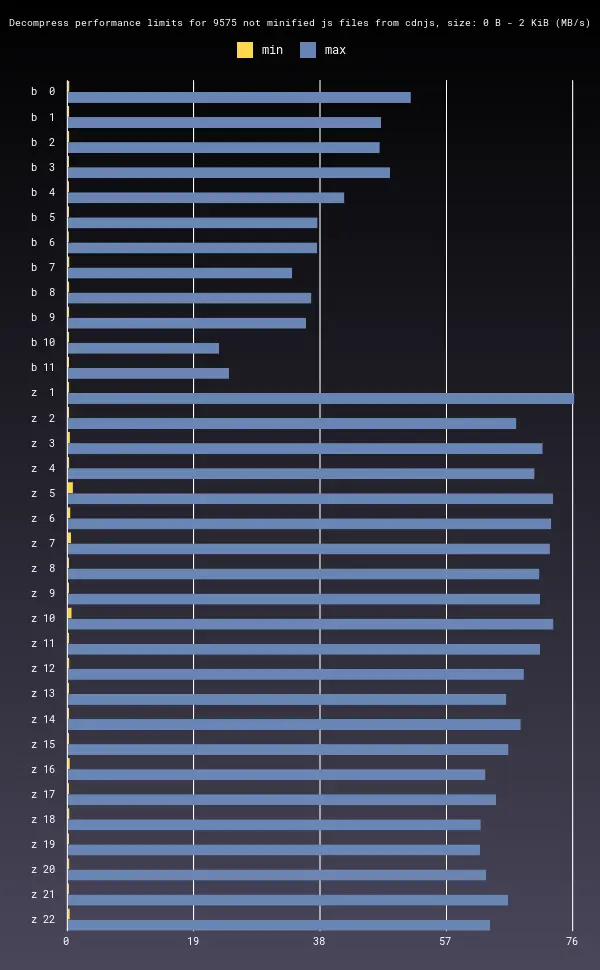 Decompress performance limits for 9575 not minified js files from cdnjs, size: 0 B - 2 KiB (MB/s)
min max
b 0
b 1
b 2
b 3
b 4
b 5
b 6
b 7
b 8
b 9
b 10
b 11
z 1
z 2
z 3
z 4
z 5
z 6
z 7
z 8
z 9
z 10
z 11
z 12
z 13
z 14
z 15
z 16
z 17
z 18
z 19
z 20
z 21
z 22
0 19 38 57 76